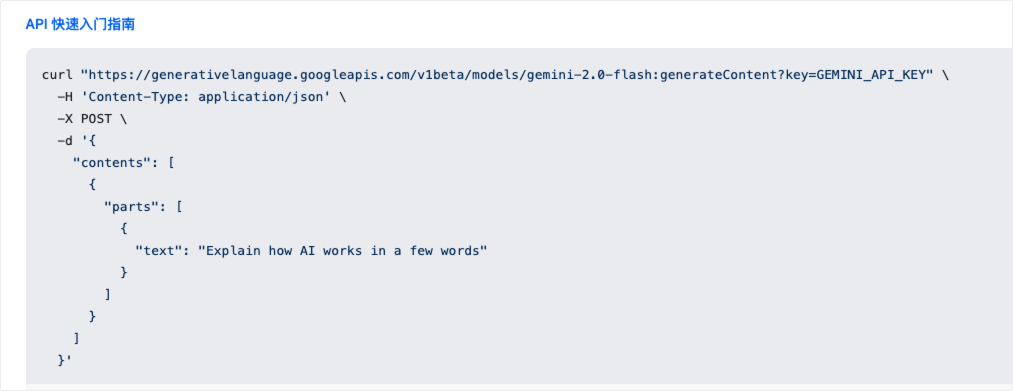 API 快速入门指南
curl "https://generativelanguage.googleapis.com/v1beta/models/gemini-2.0-flash:generateContent?key=GEMINI_API_KEY" \
  -H 'Content-Type: application/json' \
  -X POST \
  -d '{
    "contents": [
      {
        "parts": [
          {
            "text": "Explain how AI works in a few words"
          }
        ]
      }
    ]
  }'